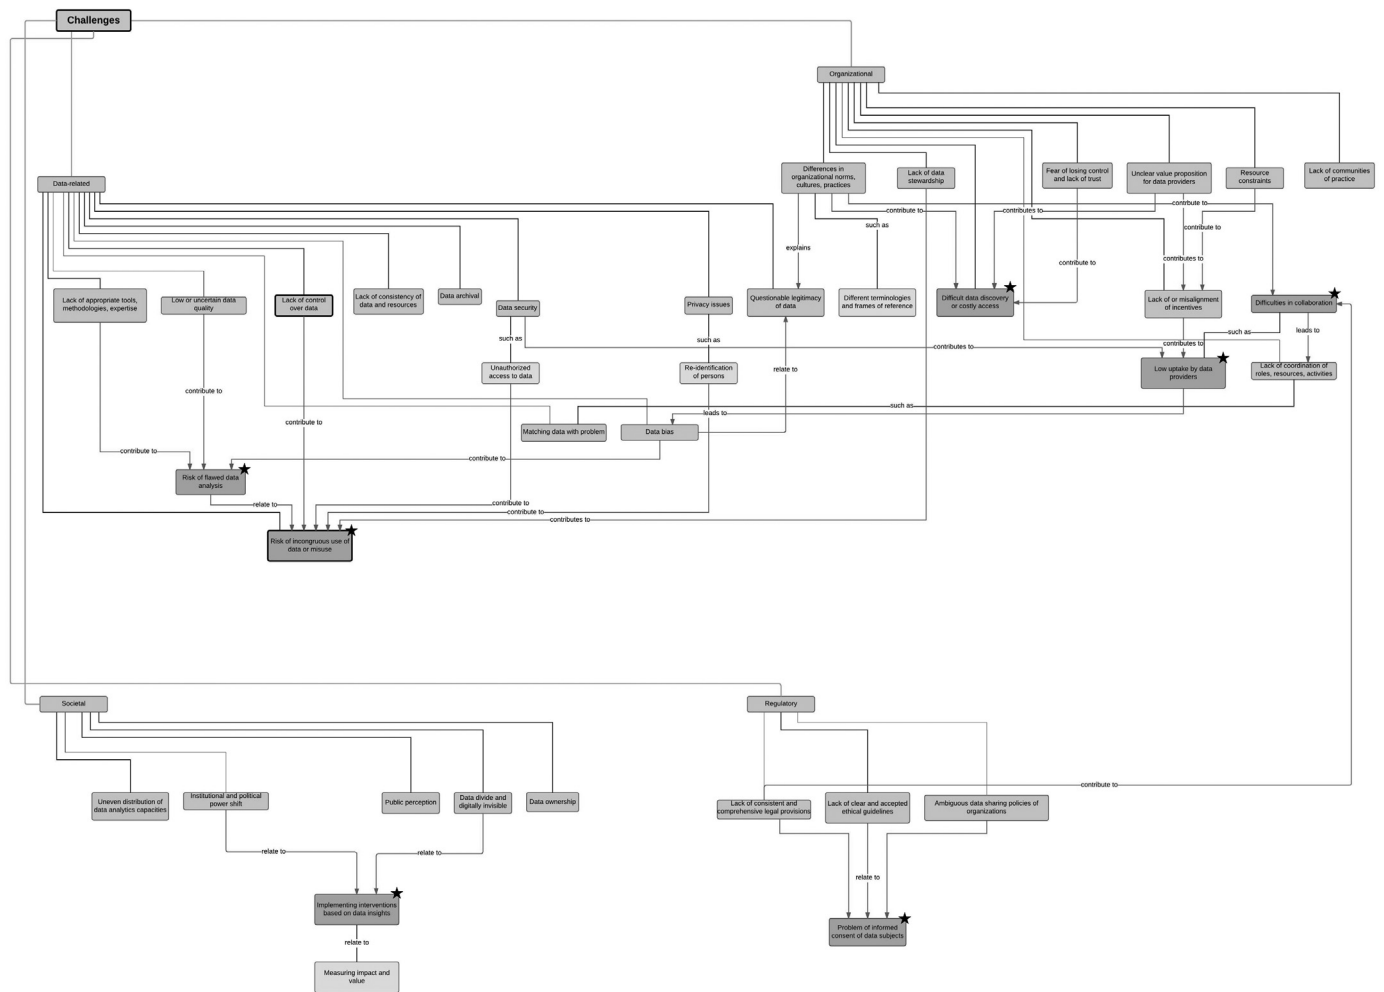 Challenges
Organizational
Data-related
Differences in
organizational norms,
cultures, practices
Lack of data
stewardship
Fear of losing control
and lack of trust
Unclear value proposition
for data providers
Resource
constraints
Lack of communities
of practice
contribute to
such as
contributes to
contribute to
contribute to
explains
contributes to
contribute to
Lack of appropriate tools,
methodologies, expertise
Low or uncertain data
quality
Lack of control
over data
Lack of consistency of
data and resources
Data archival
Data security
Privacy issues
Questionable legitimacy
of data
Different terminologies
and frames of reference
Difficult data discovery
or costly access
Lack of or misalignment
of incentives
Difficulties in collaboration
such as
such as
contributes to
contributes to
such as
leads to
Unauthorized
access to data
Re-identification
of persons
relate to
Low uptake by data
providers
Lack of coordination of
roles, resources, activities
contribute to
such as
leads to
contribute to
Matching data with problem
Data bias
contribute to
contribute to
Risk of flawed data
analysis
relate to
contribute to
contribute to
contributes to
Risk of incongruous use of
data or misuse
Societal
Regulatory
contribute to
Uneven distribution of
data analytics capacities
Institutional and political
power shift
Public perception
Data divide and
digitally invisible
Data ownership
Lack of consistent and
comprehensive legal provisions
Lack of clear and accepted
ethical guidelines
Ambiguous data sharing policies of
organizations
relate to
relate to
relate to
Implementing interventions
based on data insights
Problem of informed
consent of data subjects
relate to
Measuring impact and
value